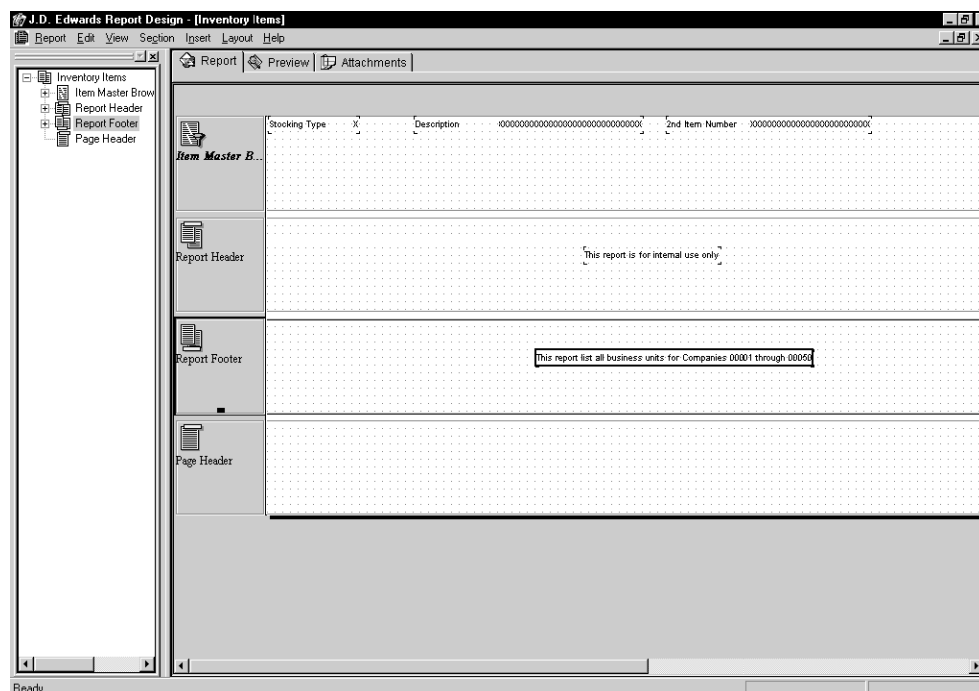 J.D. Edwards Report Design - [Inventory Items]
Report Edit View Section Insert Layout Help
Report Preview Attachments
Inventory Items
Item Master Brow
Report Header
Report Footer
Page Header
Stocking Type X Description 2nd Item Number
Item Master B...
Report Header
This report is for internal use only
Report Footer
This report list all business units for Companies 00001 through 00050
Page Header
Ready